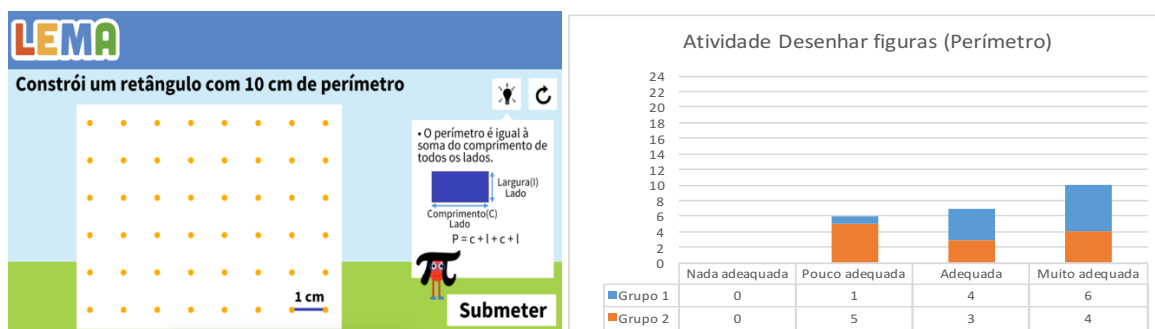 LEMA
Constrói um retângulo com 10 cm de perímetro
• O perímetro é igual à
soma do comprimento de
todos os lados.
Largura(l)
Lado
Comprimento(C)
Lado
P = c + l + c + l
1 cm
Submeter
Atividade Desenhar figuras (Perímetro)
24
22
20
18
16
14
12
10
8
6
4
2
0
Nada adeaquada Pouco adequada Adequada Muito adequada
Grupo 1 0 1 4 6
Grupo 2 0 5 3 4